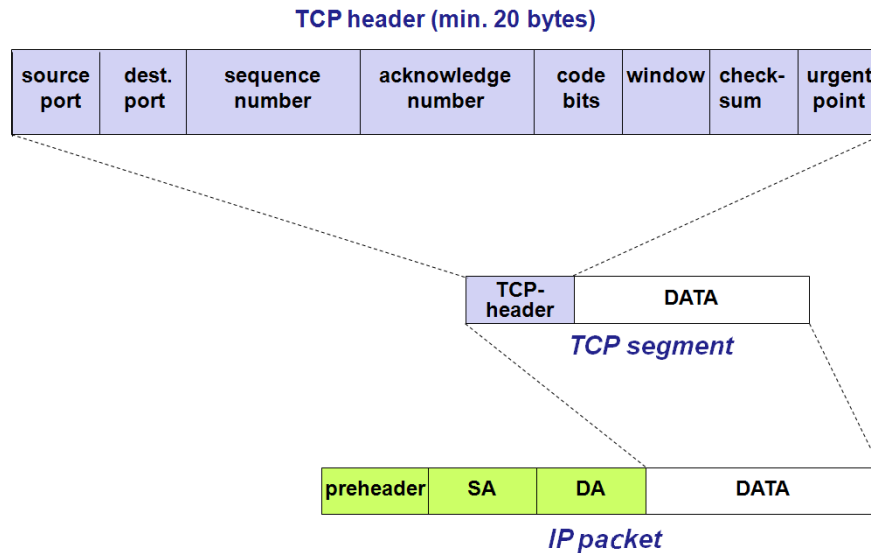 TCP header (min. 20 bytes)
source port
dest. port
sequence number
acknowledge number
code bits
window
check-
sum
urgent point
TCP-
header
DATA
TCP segment
preheader
SA
DA
DATA
IP packet